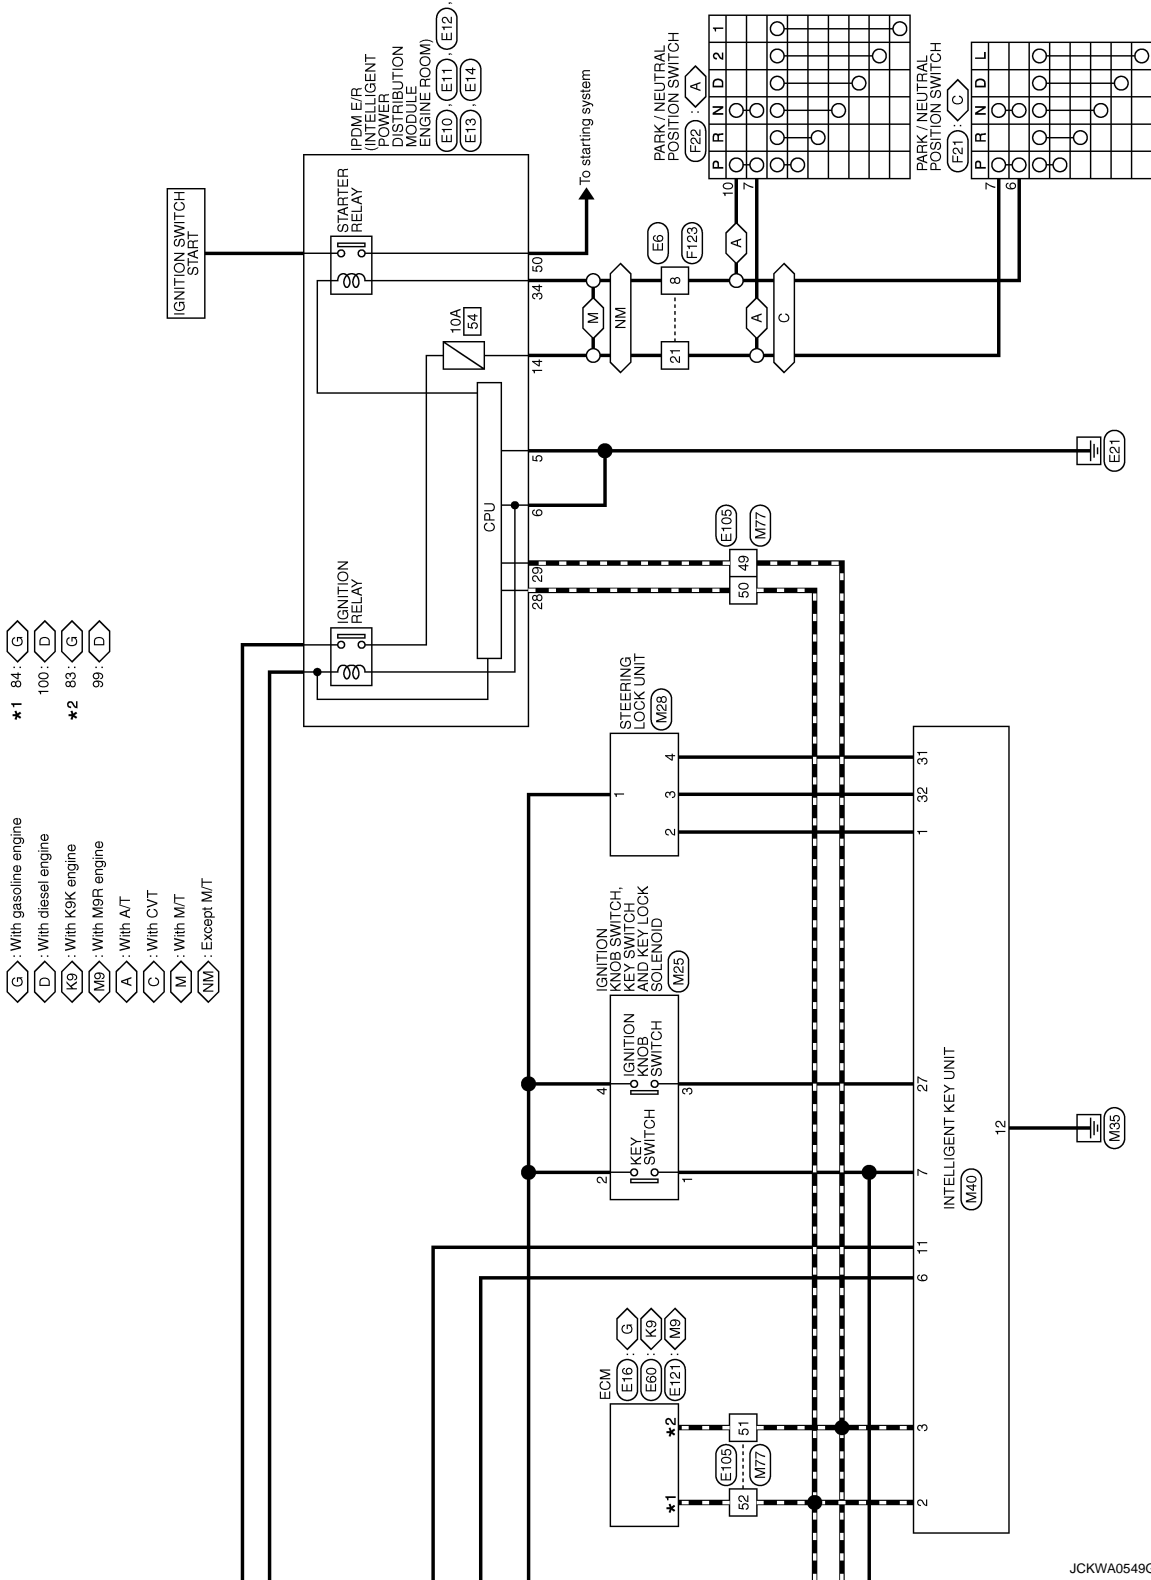 IGNITION SWITCH
START
IPDM E/R
(INTELLIGENT
POWER
DISTRIBUTION
MODULE
ENGINE ROOM)
E10 , E11 , E12 ,
E13 , E14
STARTER
RELAY
To starting system
50
34
10A
54
14
CPU
5
6
29
28
IGNITION
RELAY
M
NM
E6
F123
8
21
A
A
C
PARK / NEUTRAL
POSITION SWITCH
F22 : A
P R N D 2 1
10
7
PARK / NEUTRAL
POSITION SWITCH
F21 : C
P R N D L
7
6
E21
E105
M77
49
50
*1 84 : G
100 : D
*2 83 : G
99 : D
G : With gasoline engine
D : With diesel engine
K9 : With K9K engine
M9 : With M9R engine
A : With A/T
C : With CVT
M : With M/T
NM : Except M/T
STEERING
LOCK UNIT
M28
1
4
3
2
31
32
1
IGNITION
KNOB SWITCH,
KEY SWITCH
AND KEY LOCK
SOLENOID
M25
IGNITION
KNOB
SWITCH
4
3
KEY
SWITCH
2
1
27
7
11
6
3
2
INTELLIGENT KEY UNIT
M40
12
M35
ECM
E16 : G
E60 : K9
E121 : M9
*2
*1
51
E105
M77
52
JCKWA0549G